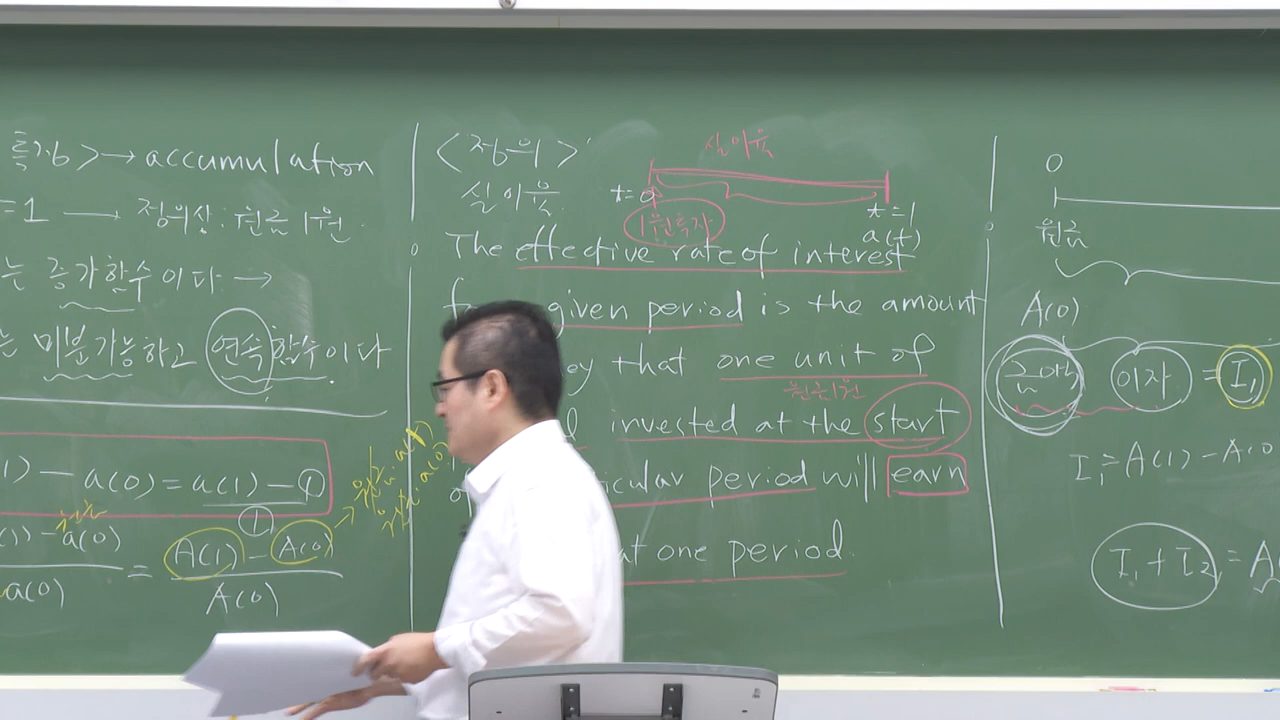 특징> → accumulation
=1 → 정의상: 원금 1원.
는 증가함수이다 →
는 미분가능하고 연속함수이다.
1) - a(0) = a(1) - ①
1) - a(0)
a(0)
=
A(1) - A(0)
A(0)
①
<정의>
실이율
실이율
t=0
1원투자
t=1
a(t)
The effective rate of interest
given period is the amount
that one unit of
원금1원
invested at the start
period will earn
at one period.
0
원금
A(0)
이자 = I₁
I₁ = A(1) - A(0
I₁ + I₂ = A(